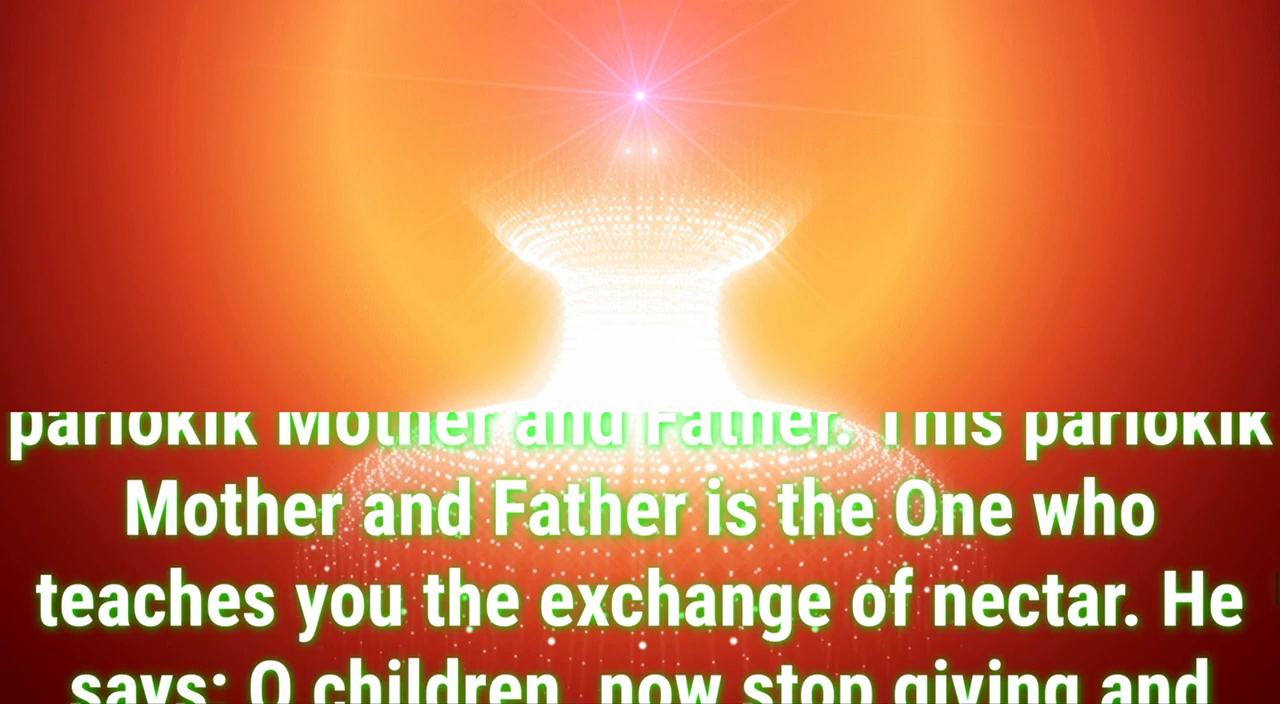 parlokik Mother and Father. This parlokik
Mother and Father is the One who
teaches you the exchange of nectar. He
says: O children, now stop giving and